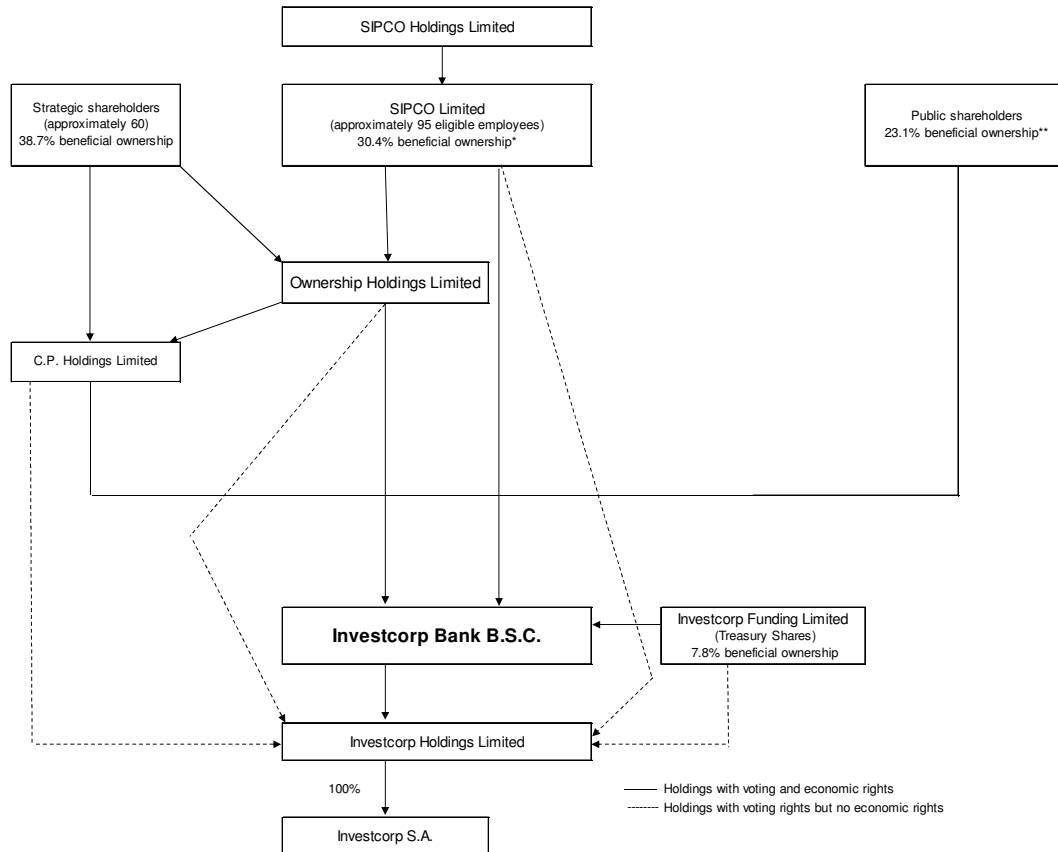 SIPCO Holdings Limited
Strategic shareholders
(approximately 60)
38.7% beneficial ownership
SIPCO Limited
(approximately 95 eligible employees)
30.4% beneficial ownership*
Public shareholders
23.1% beneficial ownership**
Ownership Holdings Limited
C.P. Holdings Limited
Investcorp Bank B.S.C.
Investcorp Funding Limited
(Treasury Shares)
7.8% beneficial ownership
Investcorp Holdings Limited
100%
Holdings with voting and economic rights
Holdings with voting rights but no economic rights
Investcorp S.A.